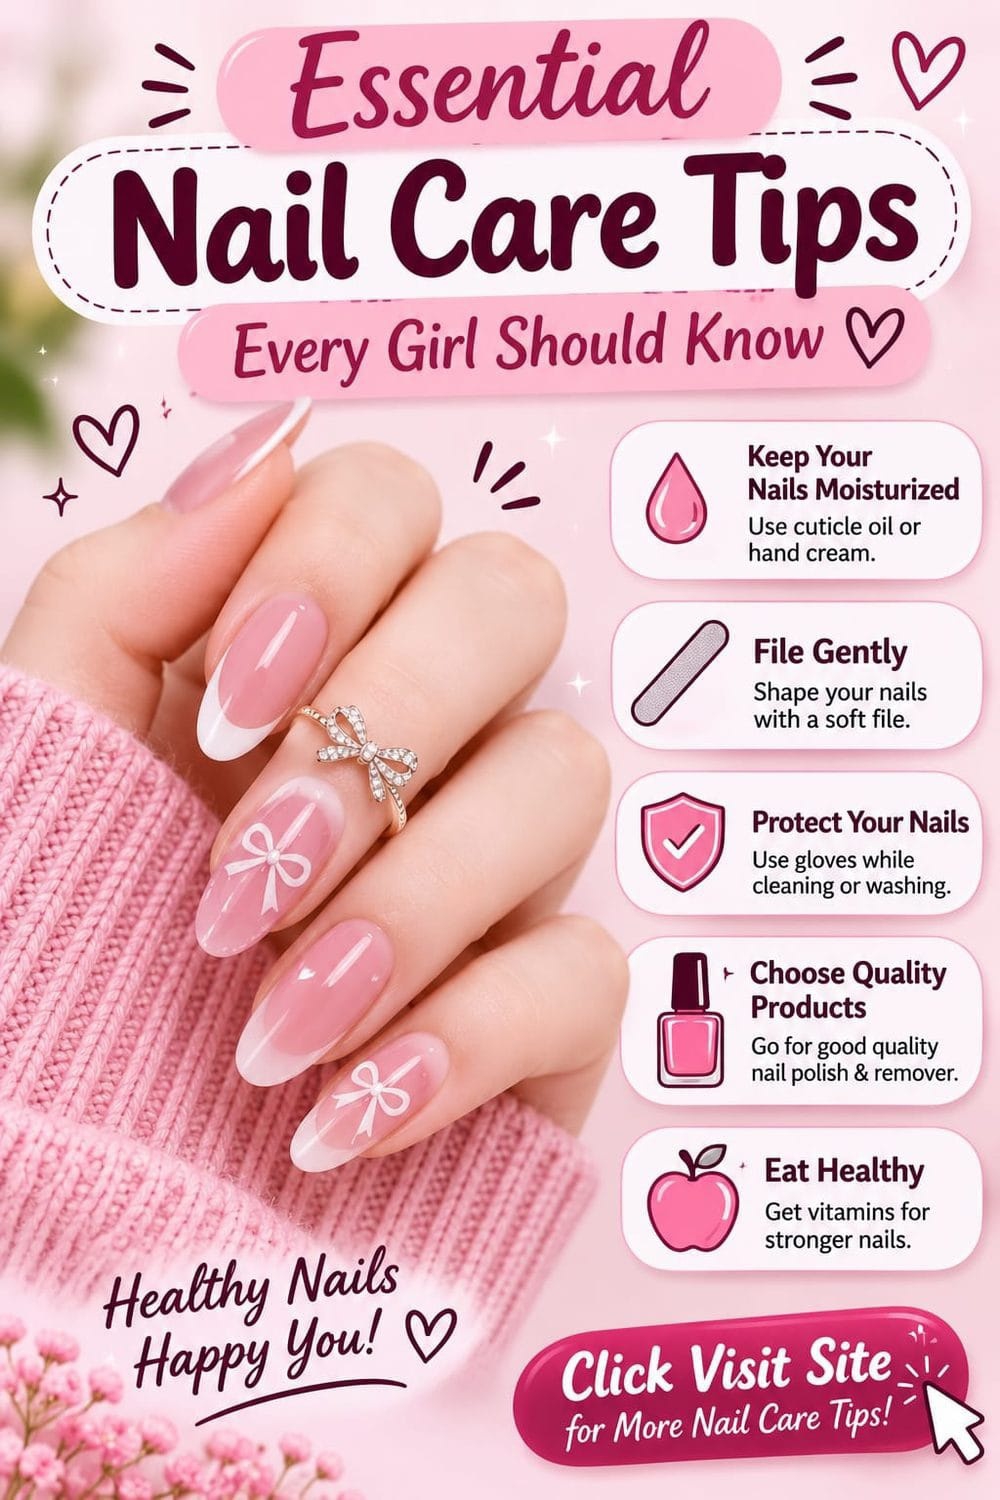 Essential
Nail Care Tips
Every Girl Should Know
Keep Your
Nails Moisturized
Use cuticle oil or
hand cream.
File Gently
Shape your nails
with a soft file.
Protect Your Nails
Use gloves while
cleaning or washing.
Choose Quality
Products
Go for good quality
nail polish & remover.
Eat Healthy
Get vitamins for
stronger nails.
Healthy Nails
Happy You!
Click Visit Site
for More Nail Care Tips!